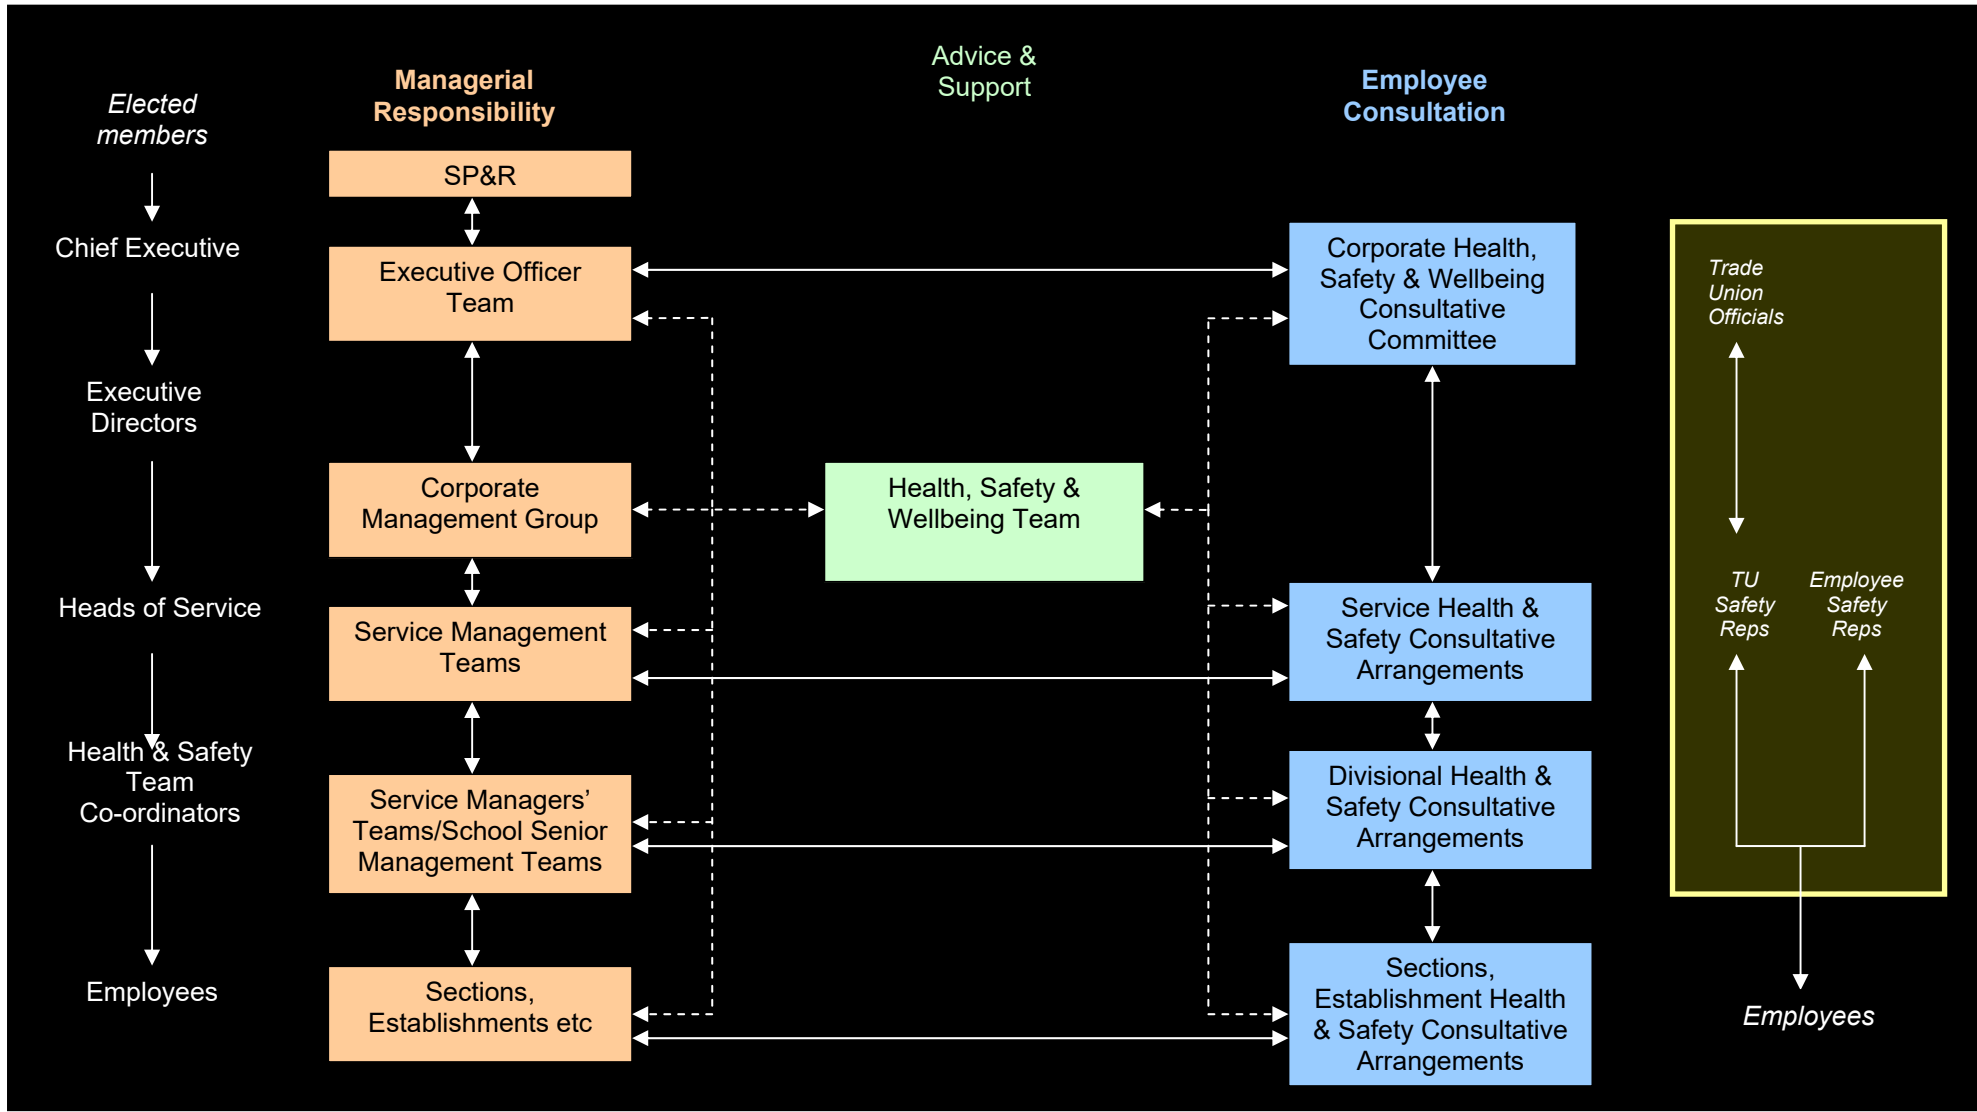 Elected
members
Chief Executive
Executive
Directors
Heads of Service
Health & Safety
Team
Co-ordinators
Employees
Managerial
Responsibility
SP&R
Executive Officer
Team
Corporate
Management Group
Service Management
Teams
Service Managers’
Teams/School Senior
Management Teams
Sections,
Establishments etc
Advice &
Support
Health, Safety &
Wellbeing Team
Employee
Consultation
Corporate Health,
Safety & Wellbeing
Consultative
Committee
Service Health &
Safety Consultative
Arrangements
Divisional Health &
Safety Consultative
Arrangements
Sections,
Establishment Health
& Safety Consultative
Arrangements
Trade
Union
Officials
TU
Safety
Reps
Employee
Safety
Reps
Employees